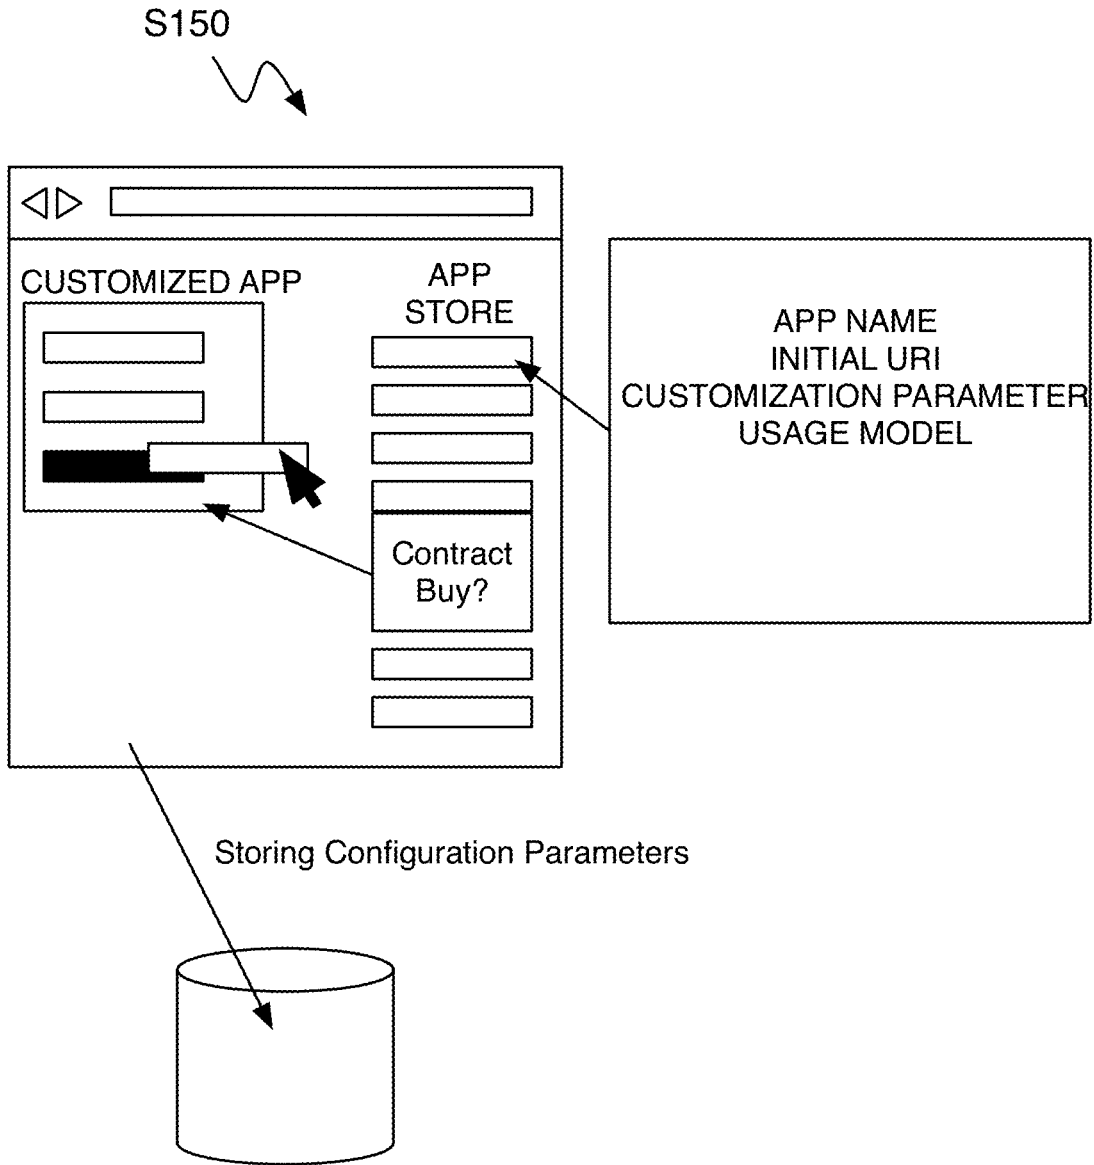 S150
CUSTOMIZED APP
APP
STORE
APP NAME
INITIAL URI
CUSTOMIZATION PARAMETER
USAGE MODEL
Contract
Buy?
Storing Configuration Parameters